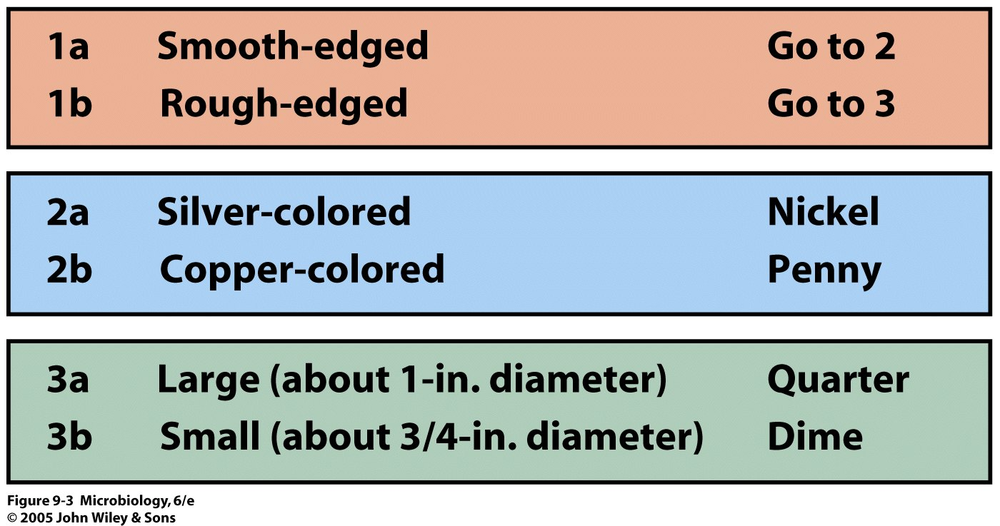 1a Smooth-edged Go to 2
1b Rough-edged Go to 3
2a Silver-colored Nickel
2b Copper-colored Penny
3a Large (about 1-in. diameter) Quarter
3b Small (about 3/4-in. diameter) Dime
Figure 9-3 Microbiology, 6/e
© 2005 John Wiley & Sons